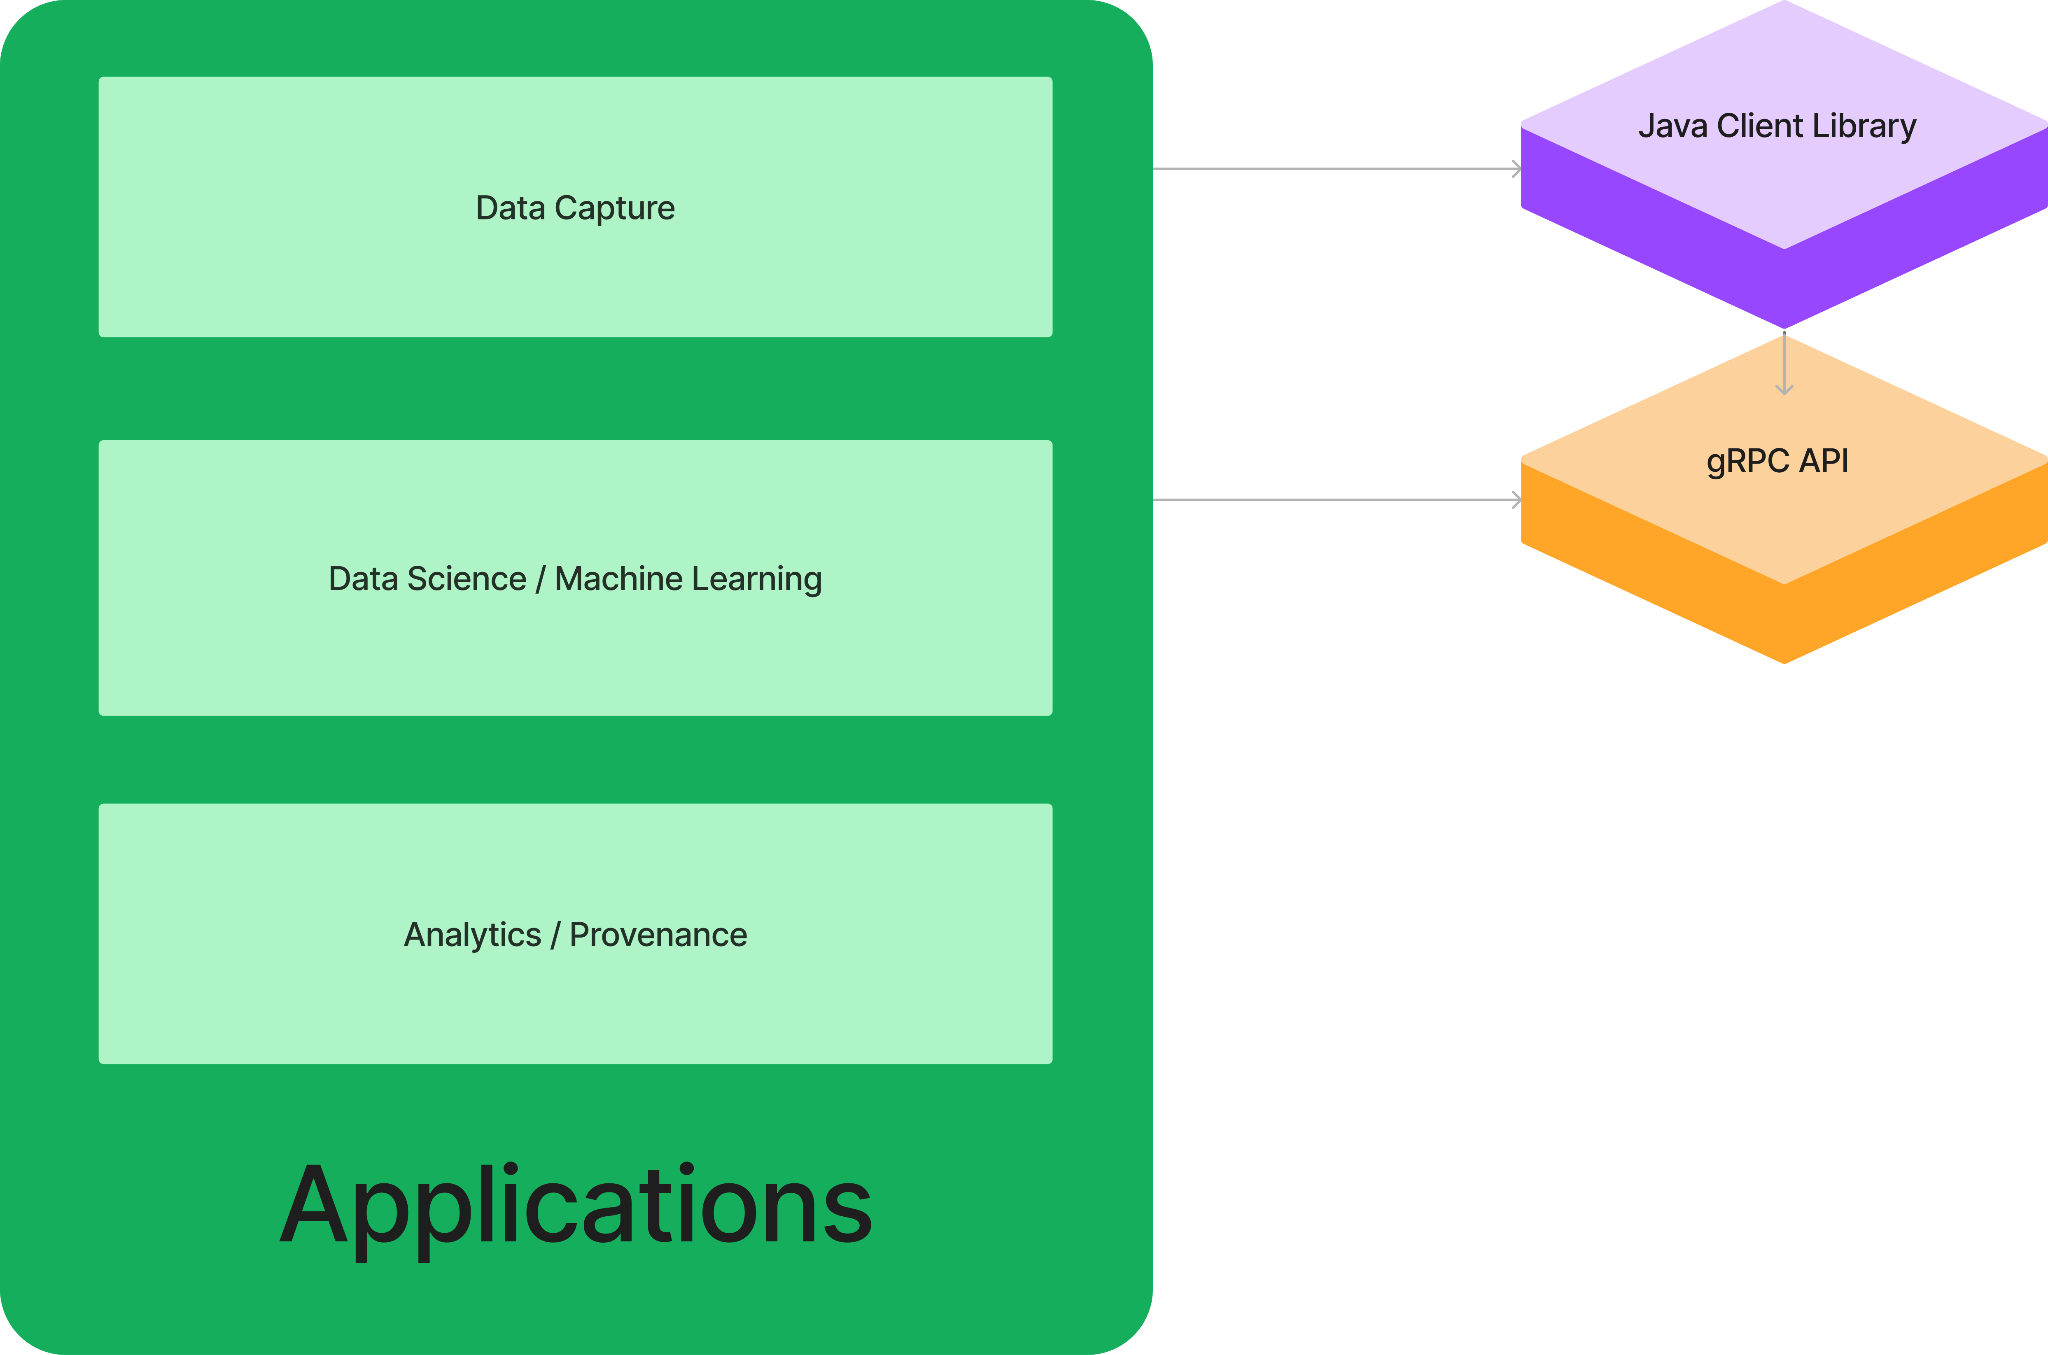 Data Capture
Data Science / Machine Learning
Analytics / Provenance
Applications
Java Client Library
gRPC API